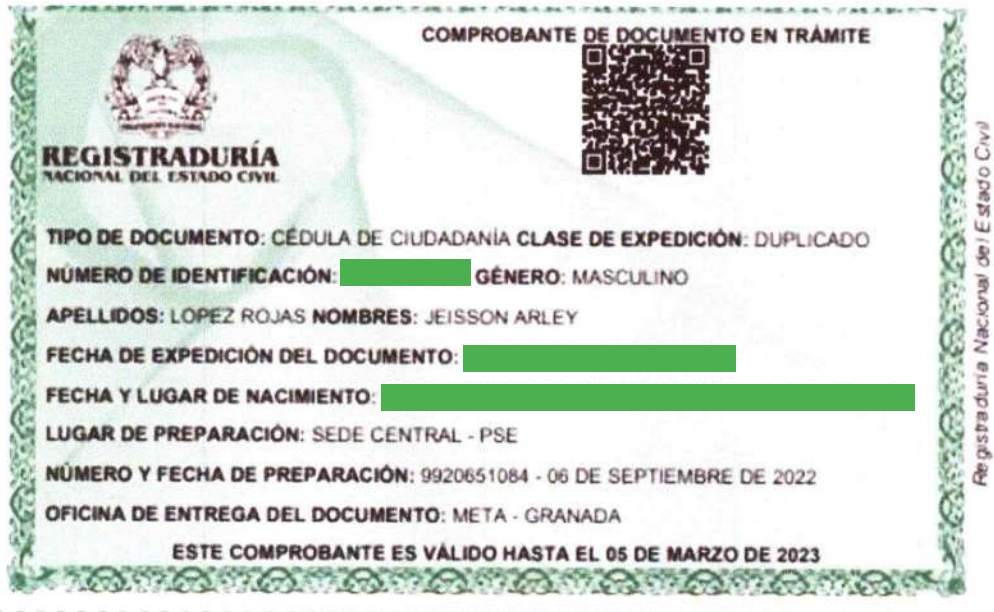 COMPROBANTE DE DOCUMENTO EN TRÁMITE
REGISTRADURÍA
NACIONAL DEL ESTADO CIVIL
TIPO DE DOCUMENTO: CÉDULA DE CIUDADANÍA CLASE DE EXPEDICIÓN: DUPLICADO
NÚMERO DE IDENTIFICACIÓN: GÉNERO: MASCULINO
APELLIDOS: LOPEZ ROJAS NOMBRES: JEISSON ARLEY
FECHA DE EXPEDICIÓN DEL DOCUMENTO:
FECHA Y LUGAR DE NACIMIENTO:
LUGAR DE PREPARACIÓN: SEDE CENTRAL - PSE
NÚMERO Y FECHA DE PREPARACIÓN: 9920651084 - 06 DE SEPTIEMBRE DE 2022
OFICINA DE ENTREGA DEL DOCUMENTO: META - GRANADA
ESTE COMPROBANTE ES VÁLIDO HASTA EL 05 DE MARZO DE 2023
Registraduría Nacional del Estado Civil